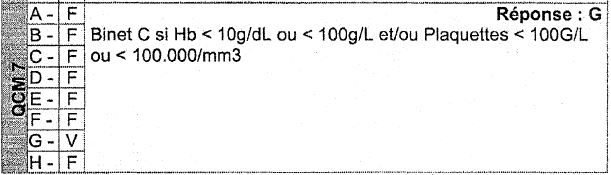 QCM 7
A - F Réponse : G
B - F Binet C si Hb < 10g/dL ou < 100g/L et/ou Plaquettes < 100G/L
C - F ou < 100.000/mm3
D - F
E - F
F - F
G - V
H - F